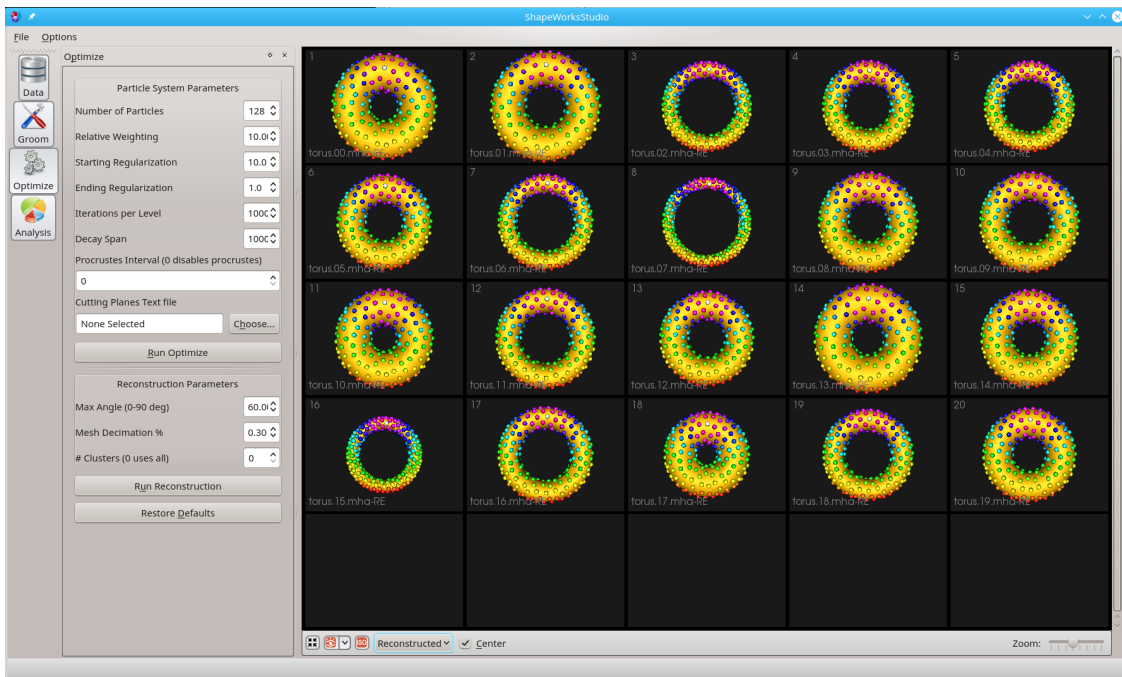 ShapeWorksStudio
File Options
Data
Groom
Optimize
Analysis
Optimize
Particle System Parameters
Number of Particles 128
Relative Weighting 10.0(
Starting Regularization 10.0
Ending Regularization 1.0
Iterations per Level 100(
Decay Span 100(
Procrustes Interval (0 disables procrustes)
0
Cutting Planes Text file
None Selected Choose...
Run Optimize
Reconstruction Parameters
Max Angle (0-90 deg) 60.0(
Mesh Decimation % 0.30
# Clusters (0 uses all) 0
Run Reconstruction
Restore Defaults
1 2 3 4 5
torus.00.mha-RE torus.01.mha-RE torus.02.mha-RE torus.03.mha-RE torus.04.mha-RE
6 7 8 9 10
torus.05.mha-RE torus.06.mha-RE torus.07.mha-RE torus.08.mha-RE torus.09.mha-RE
11 12 13 14 15
torus.10.mha-RE torus.11.mha-RE torus.12.mha-RE torus.13.mha-RE torus.14.mha-RE
16 17 18 19 20
torus.15.mha-RE torus.16.mha-RE torus.17.mha-RE torus.18.mha-RE torus.19.mha-RE
Reconstructed Center Zoom: